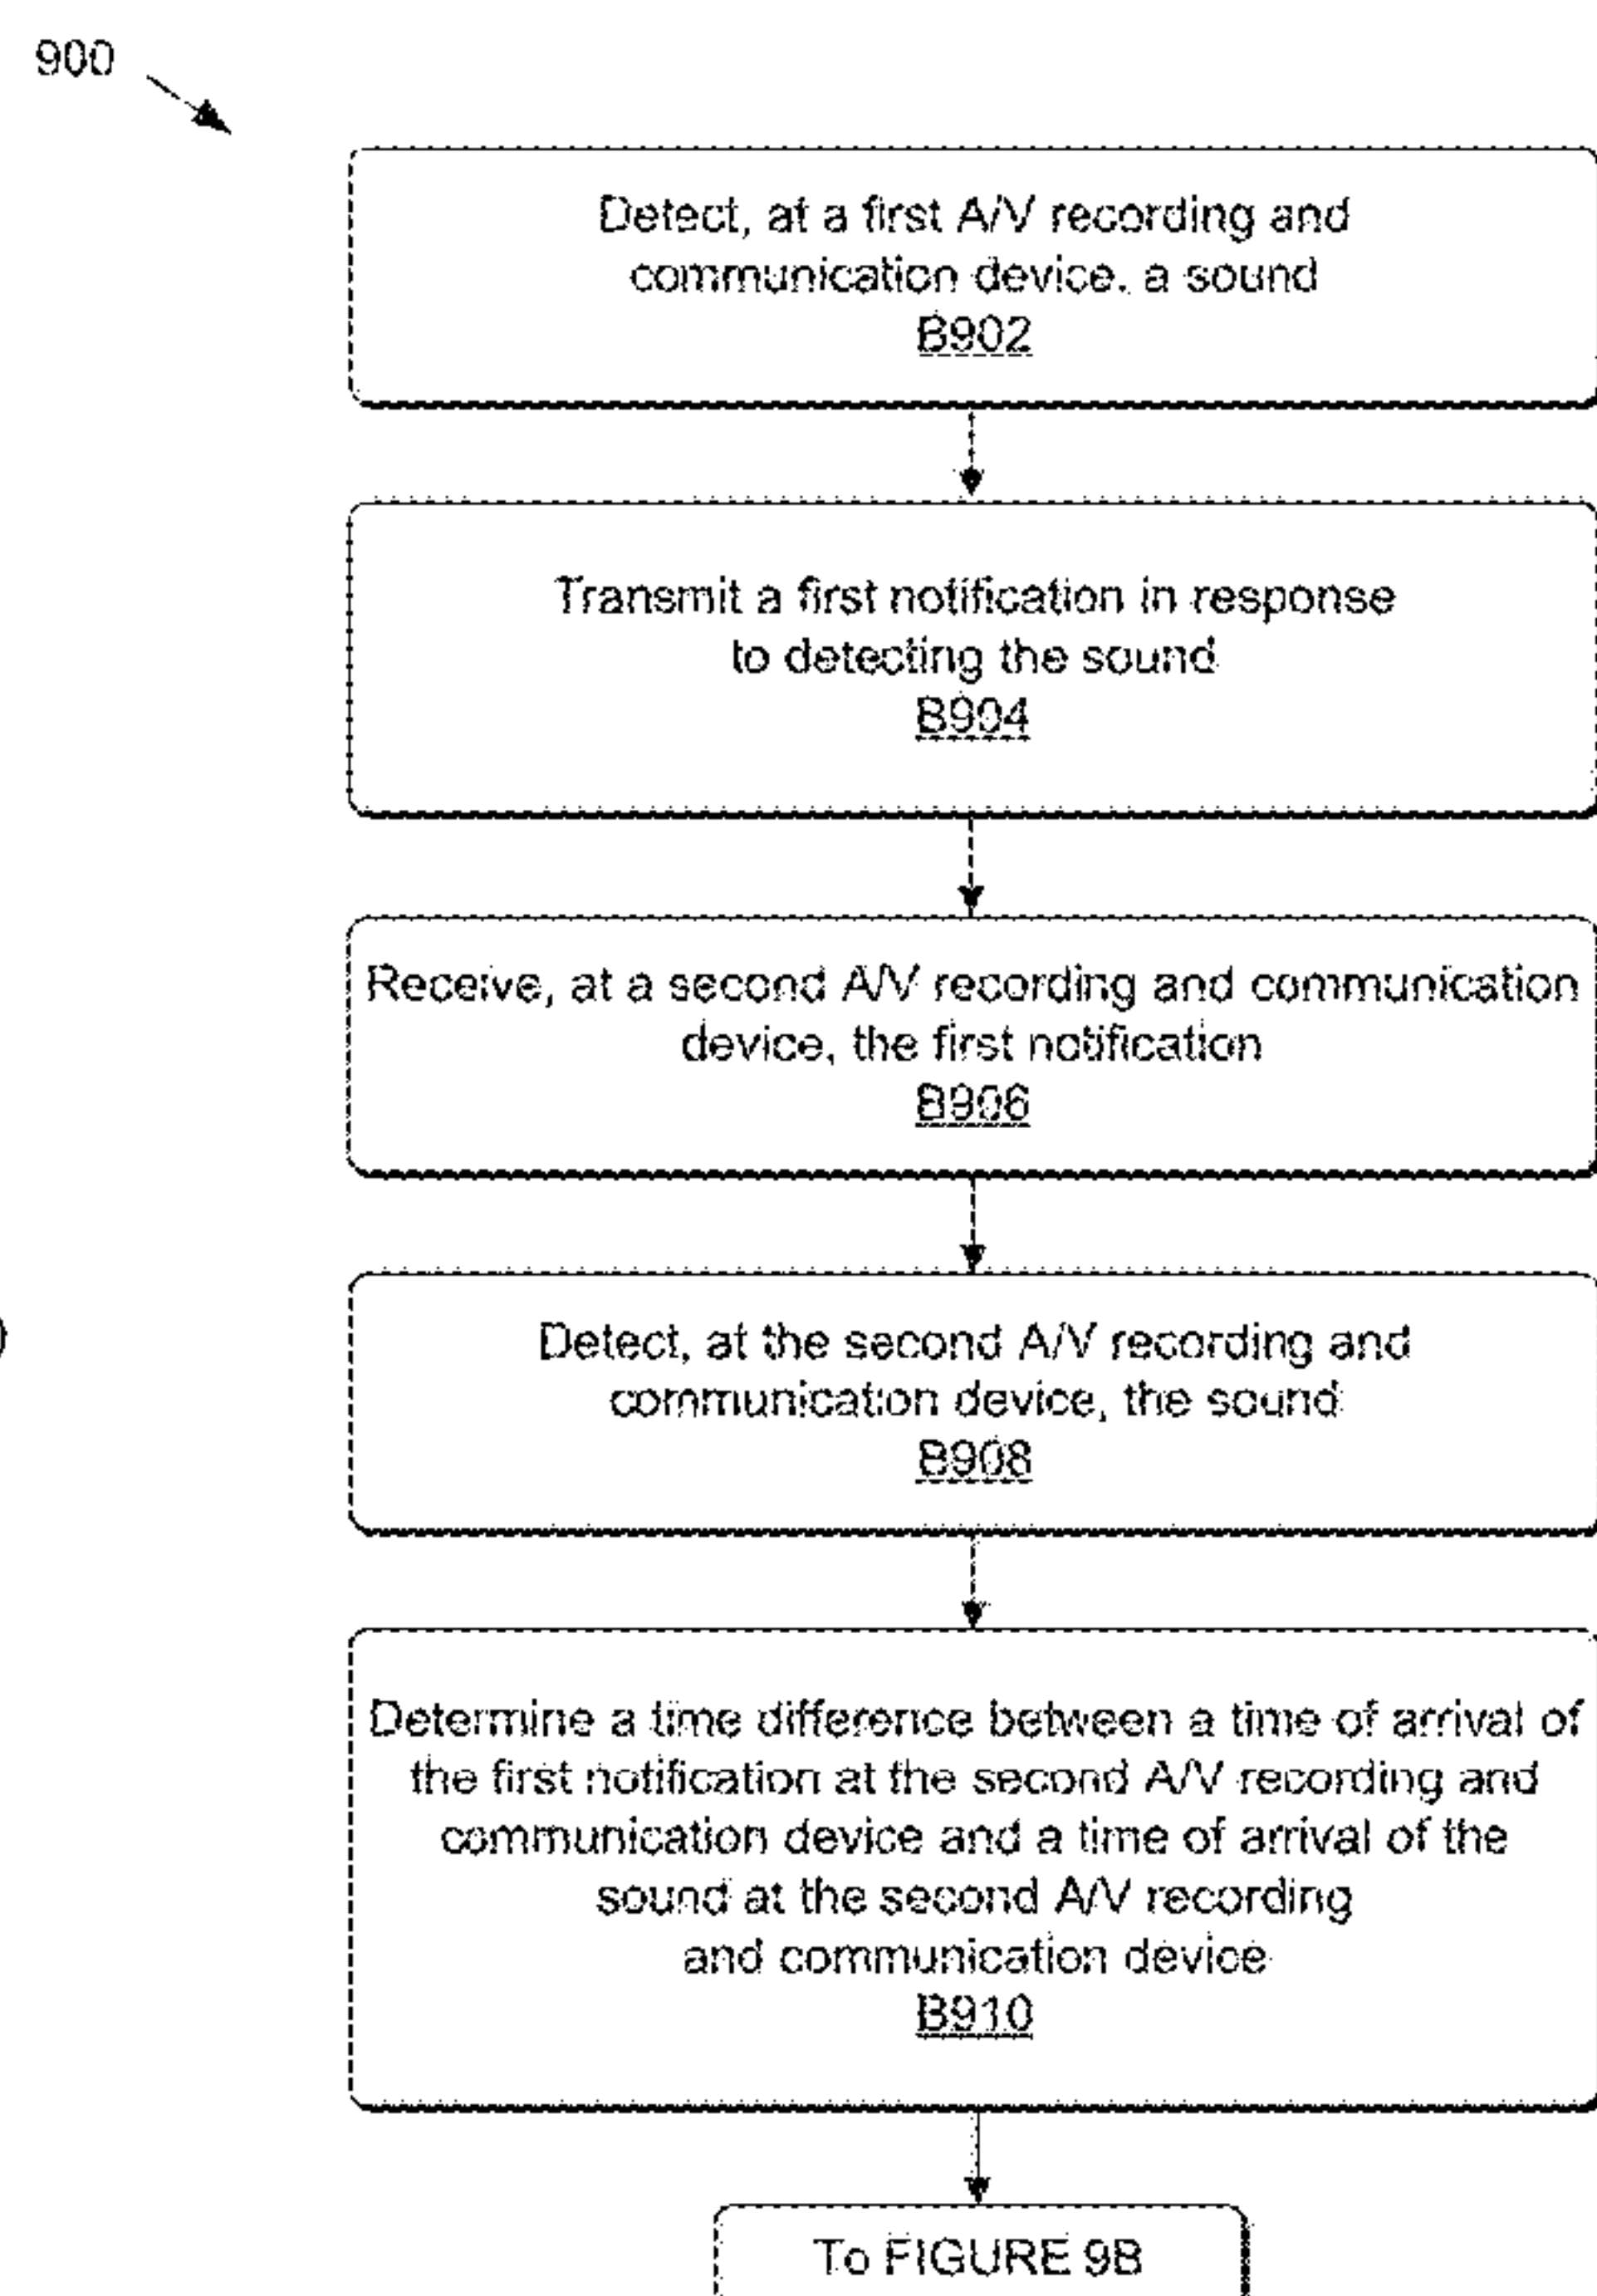 900
Detect, at a first A/V recording and
communication device, a sound
B902
Transmit a first notification in response
to detecting the sound
B904
Receive, at a second A/V recording and communication
device, the first notification
B906
Detect, at the second A/V recording and
communication device, the sound
B908
Determine a time difference between a time of arrival of
the first notification at the second A/V recording and
communication device and a time of arrival of the
sound at the second A/V recording
and communication device
B910
To FIGURE 9B